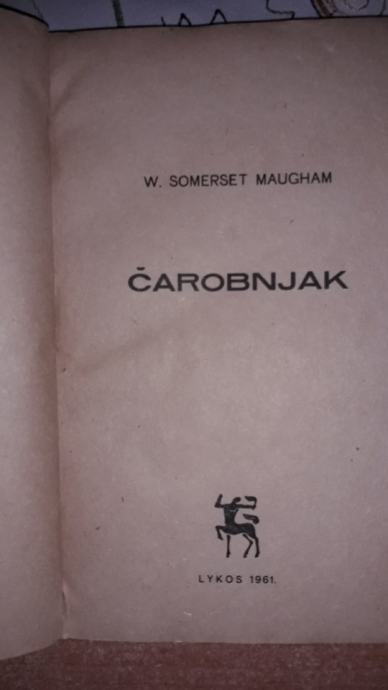 W. SOMERSET MAUGHAM
ČAROBNJAK
LYKOS 1961.